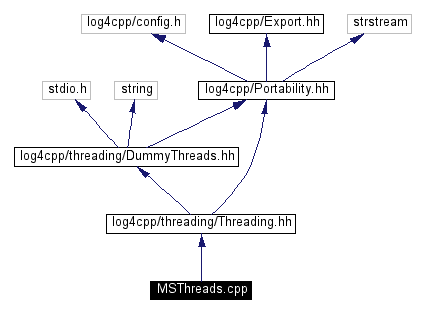 log4cpp/config.h
log4cpp/Export.hh
strstream
stdio.h
string
log4cpp/Portability.hh
log4cpp/threading/DummyThreads.hh
log4cpp/threading/Threading.hh
MSThreads.cpp